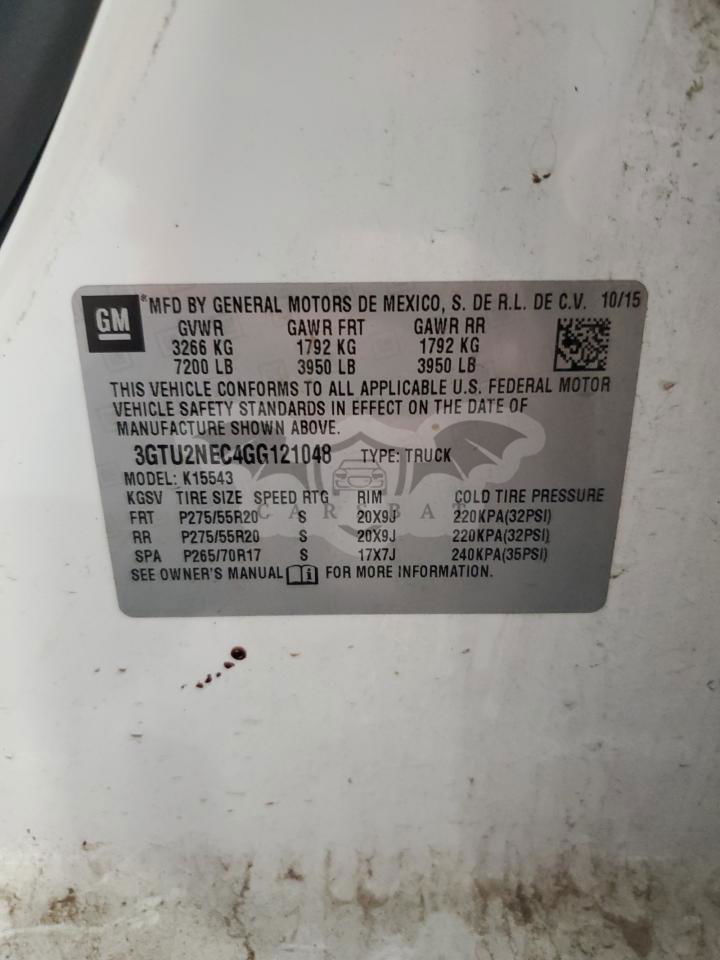 GM
*MFD BY GENERAL MOTORS DE MEXICO, S. DE R.L. DE C.V. 10/15
GVWR GAWR FRT GAWR RR
3266 KG 1792 KG 1792 KG
7200 LB 3950 LB 3950 LB
THIS VEHICLE CONFORMS TO ALL APPLICABLE U.S. FEDERAL MOTOR
VEHICLE SAFETY STANDARDS IN EFFECT ON THE DATE OF
MANUFACTURE SHOWN ABOVE.
3GTU2NEC4GG121048 TYPE: TRUCK
MODEL: K15543
KGSV TIRE SIZE SPEED RTG RIM COLD TIRE PRESSURE
CARSBAT
FRT P275/55R20 S 20X9J 220KPA(32PSI)
RR P275/55R20 S 20X9J 220KPA(32PSI)
SPA P265/70R17 S 17X7J 240KPA(35PSI)
SEE OWNER'S MANUAL i FOR MORE INFORMATION.